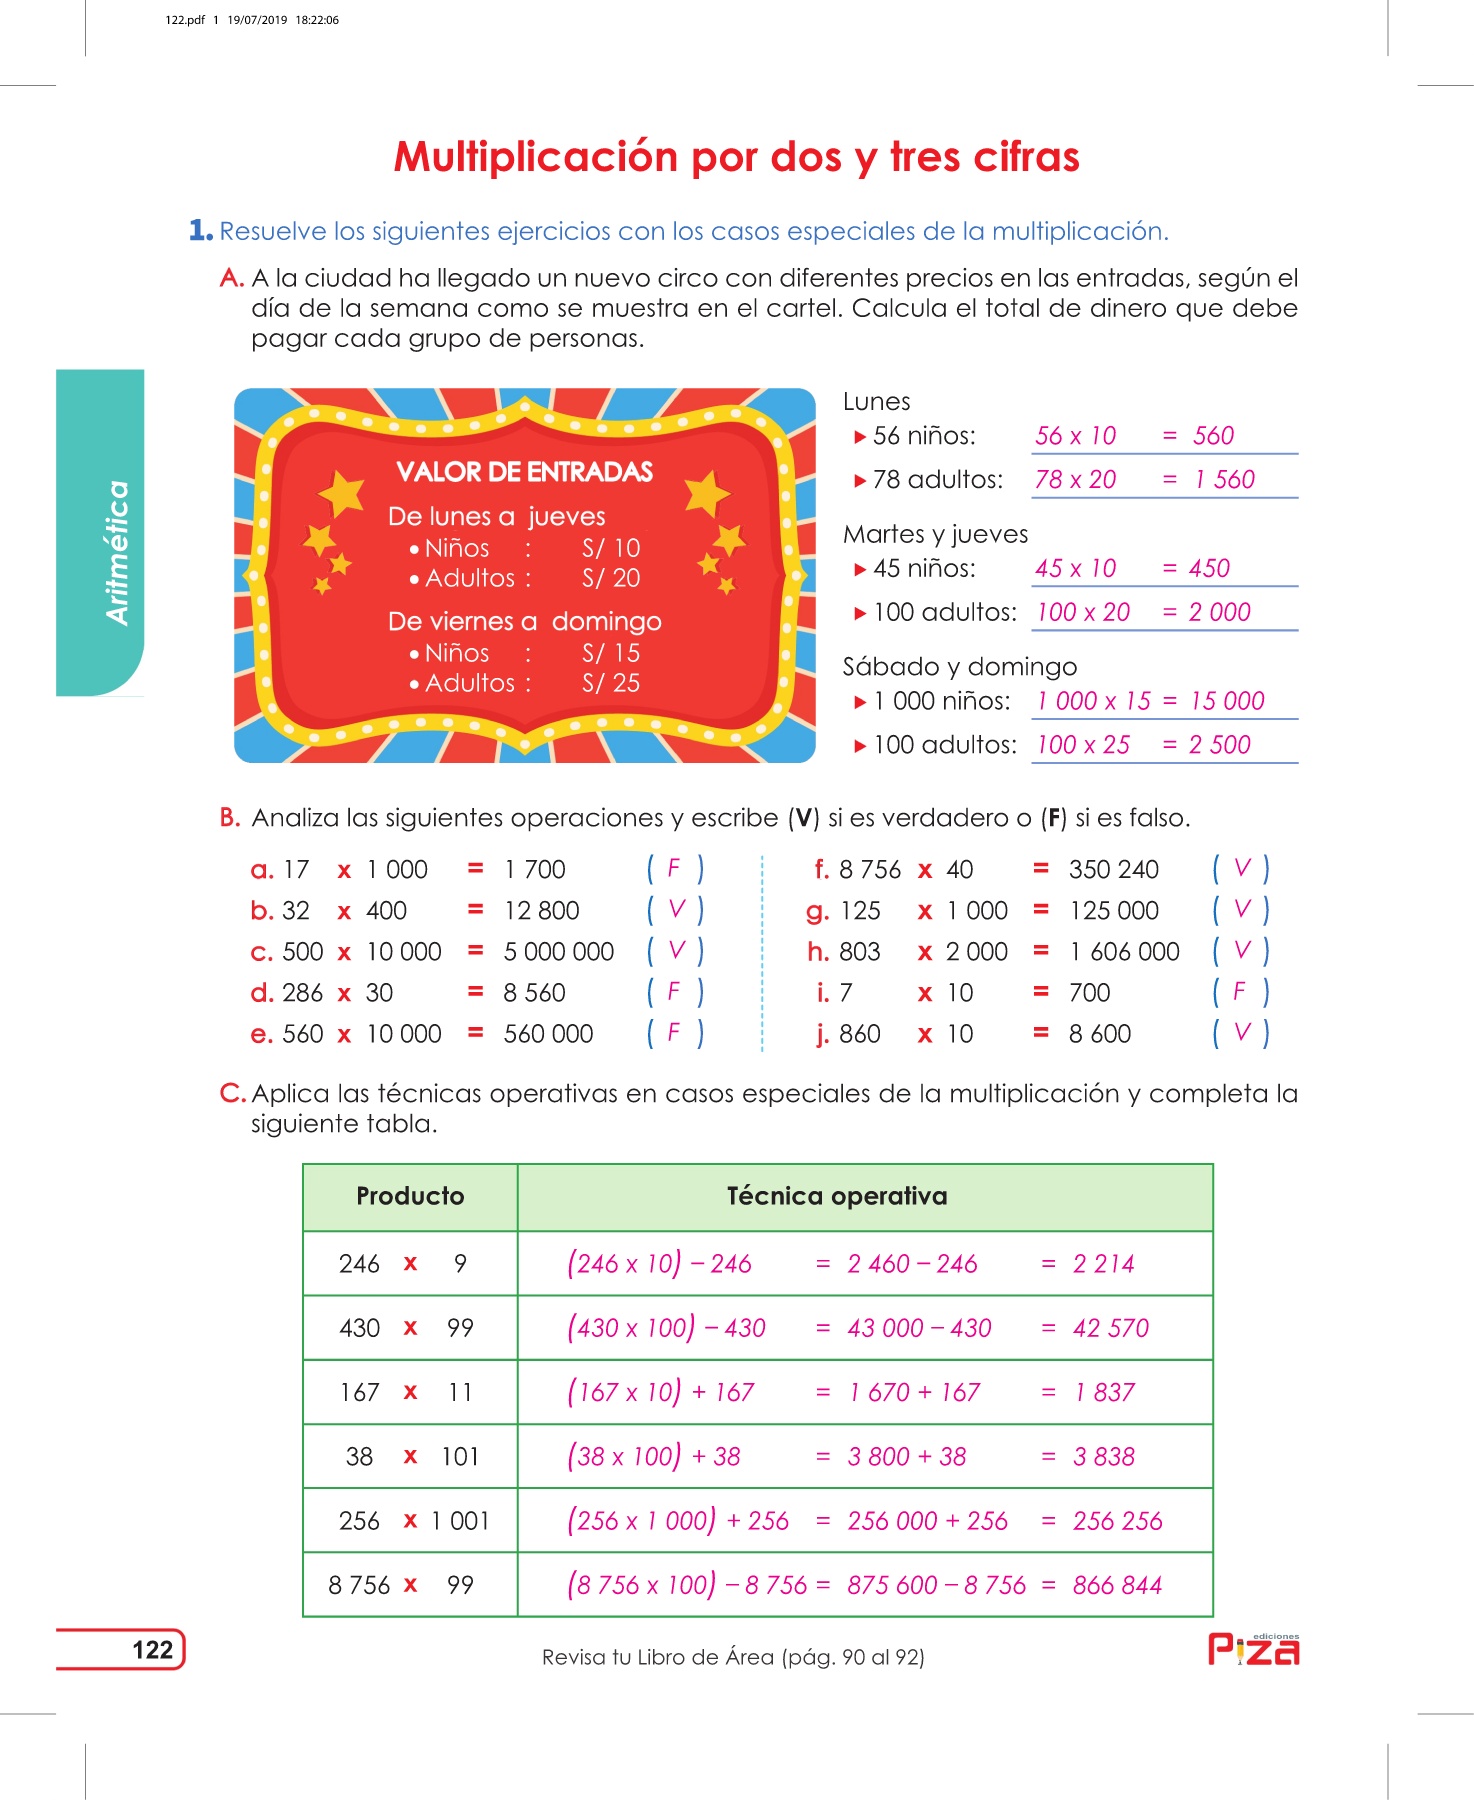 122.pdf 1 19/07/2019 18:22:06
Multiplicación por dos y tres cifras
1. Resuelve los siguientes ejercicios con los casos especiales de la multiplicación.
A. A la ciudad ha llegado un nuevo circo con diferentes precios en las entradas, según el
día de la semana como se muestra en el cartel. Calcula el total de dinero que debe
pagar cada grupo de personas.
Aritmética
VALOR DE ENTRADAS
De lunes a jueves
• Niños : S/ 10
• Adultos : S/ 20
De viernes a domingo
• Niños : S/ 15
• Adultos : S/ 25
Lunes
56 niños: 56 x 10 = 560
78 adultos: 78 x 20 = 1 560
Martes y jueves
45 niños: 45 x 10 = 450
100 adultos: 100 x 20 = 2 000
Sábado y domingo
1 000 niños: 1 000 x 15 = 15 000
100 adultos: 100 x 25 = 2 500
B. Analiza las siguientes operaciones y escribe (V) si es verdadero o (F) si es falso.
a. 17 x 1 000 = 1 700 ( F )
b. 32 x 400 = 12 800 ( V )
c. 500 x 10 000 = 5 000 000 ( V )
d. 286 x 30 = 8 560 ( F )
e. 560 x 10 000 = 560 000 ( F )
f. 8 756 x 40 = 350 240 ( V )
g. 125 x 1 000 = 125 000 ( V )
h. 803 x 2 000 = 1 606 000 ( V )
i. 7 x 10 = 700 ( F )
j. 860 x 10 = 8 600 ( V )
C. Aplica las técnicas operativas en casos especiales de la multiplicación y completa la
siguiente tabla.
Producto Técnica operativa
246 x 9 (246 x 10) – 246 = 2 460 – 246 = 2 214
430 x 99 (430 x 100) – 430 = 43 000 – 430 = 42 570
167 x 11 (167 x 10) + 167 = 1 670 + 167 = 1 837
38 x 101 (38 x 100) + 38 = 3 800 + 38 = 3 838
256 x 1 001 (256 x 1 000) + 256 = 256 000 + 256 = 256 256
8 756 x 99 (8 756 x 100) – 8 756 = 875 600 – 8 756 = 866 844
122
Revisa tu Libro de Área (pág. 90 al 92)
ediciones
Piza